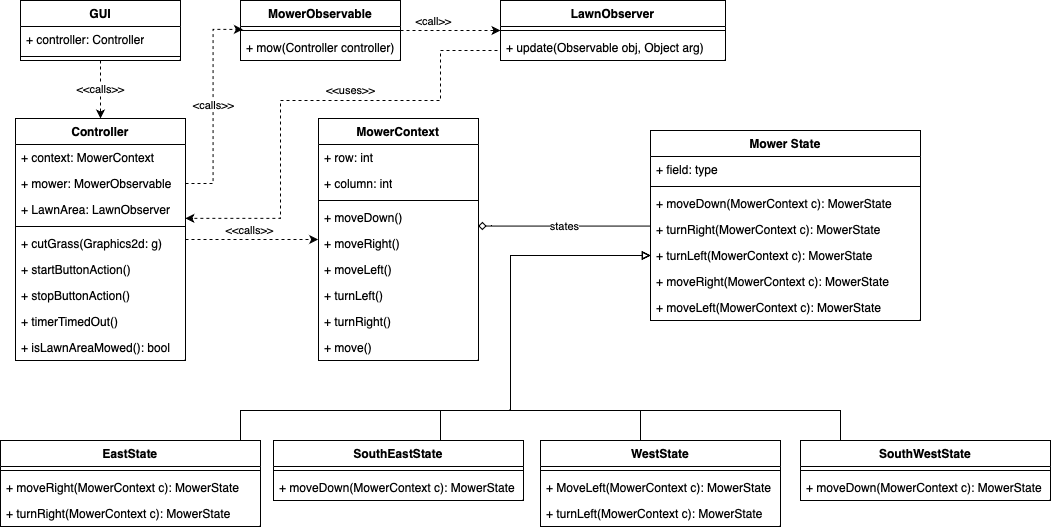 GUI
+ controller: Controller
MowerObservable
+ mow(Controller controller)
<<call>>
LawnObserver
+ update(Observable obj, Object arg)
<<calls>>
<<calls>>
<<uses>>
Controller
+ context: MowerContext
+ mower: MowerObservable
+ LawnArea: LawnObserver
+ cutGrass(Graphics2d: g)
+ startButtonAction()
+ stopButtonAction()
+ timerTimedOut()
+ isLawnAreaMowed(): bool
<<calls>>
MowerContext
+ row: int
+ column: int
+ moveDown()
+ moveRight()
+ moveLeft()
+ turnLeft()
+ turnRight()
+ move()
states
Mower State
+ field: type
+ moveDown(MowerContext c): MowerState
+ turnRight(MowerContext c): MowerState
+ turnLeft(MowerContext c): MowerState
+ moveRight(MowerContext c): MowerState
+ moveLeft(MowerContext c): MowerState
EastState
+ moveRight(MowerContext c): MowerState
+ turnRight(MowerContext c): MowerState
SouthEastState
+ moveDown(MowerContext c): MowerState
WestState
+ MoveLeft(MowerContext c): MowerState
+ turnLeft(MowerContext c): MowerState
SouthWestState
+ moveDown(MowerContext c): MowerState